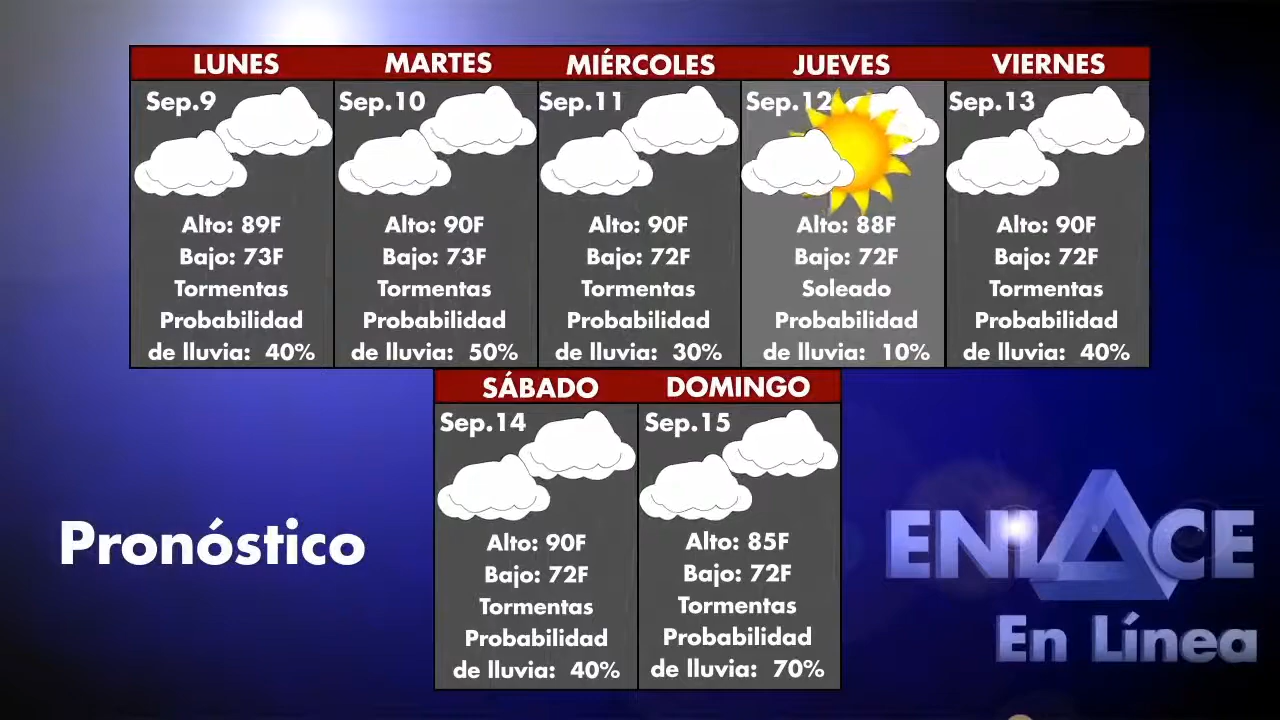 LUNES
Sep.9
Alto: 89F
Bajo: 73F
Tormentas
Probabilidad
de lluvia: 40%
MARTES
Sep.10
Alto: 90F
Bajo: 73F
Tormentas
Probabilidad
de lluvia: 50%
MIÉRCOLES
Sep.11
Alto: 90F
Bajo: 72F
Tormentas
Probabilidad
de lluvia: 30%
JUEVES
Sep.12
Alto: 88F
Bajo: 72F
Soleado
Probabilidad
de lluvia: 10%
VIERNES
Sep.13
Alto: 90F
Bajo: 72F
Tormentas
Probabilidad
de lluvia: 40%
SÁBADO
Sep.14
Alto: 90F
Bajo: 72F
Tormentas
Probabilidad
de lluvia: 40%
DOMINGO
Sep.15
Alto: 85F
Bajo: 72F
Tormentas
Probabilidad
de lluvia: 70%
Pronóstico
ENLACE
En Línea